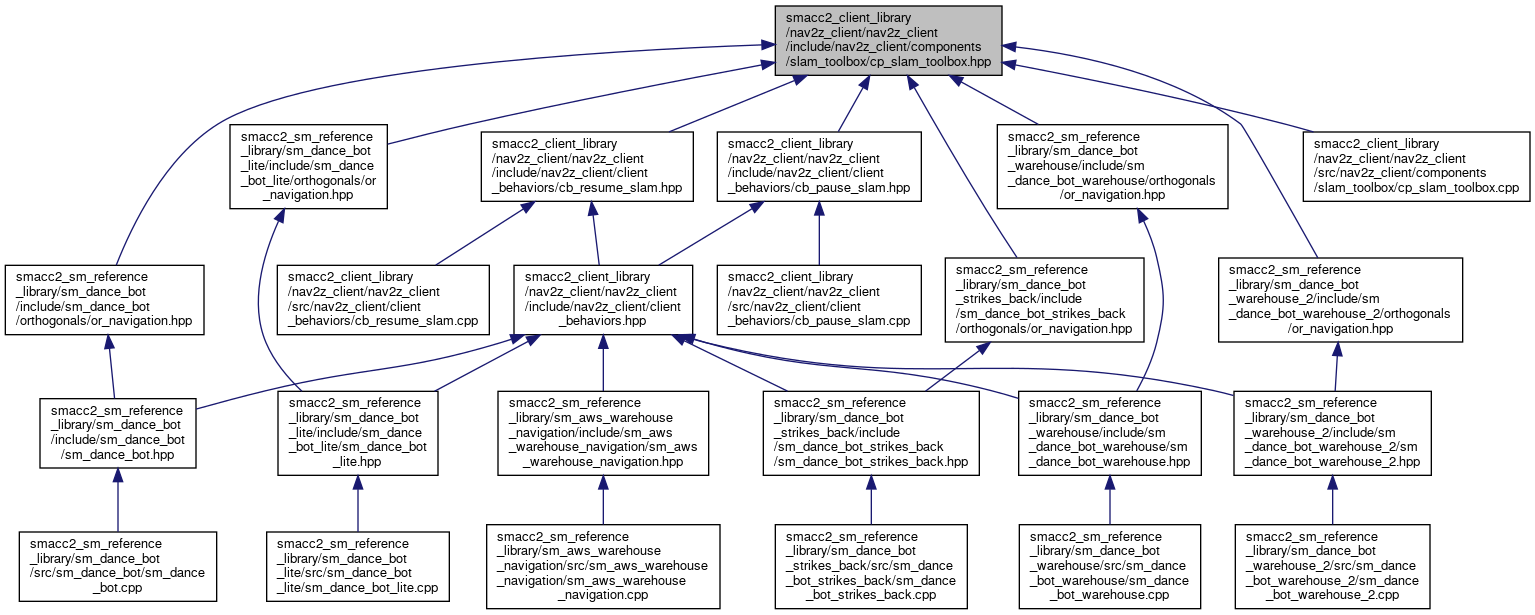 smacc2_client_library
/nav2z_client/nav2z_client
/include/nav2z_client/components
/slam_toolbox/cp_slam_toolbox.hpp
smacc2_sm_reference
_library/sm_dance_bot
_lite/include/sm_dance
_bot_lite/orthogonals/or
_navigation.hpp
smacc2_client_library
/nav2z_client/nav2z_client
/include/nav2z_client/client
_behaviors/cb_resume_slam.hpp
smacc2_client_library
/nav2z_client/nav2z_client
/include/nav2z_client/client
_behaviors/cb_pause_slam.hpp
smacc2_sm_reference
_library/sm_dance_bot
_warehouse/include/sm
_dance_bot_warehouse/orthogonals
/or_navigation.hpp
smacc2_client_library
/nav2z_client/nav2z_client
/src/nav2z_client/components
/slam_toolbox/cp_slam_toolbox.cpp
smacc2_sm_reference
_library/sm_dance_bot
/include/sm_dance_bot
/orthogonals/or_navigation.hpp
smacc2_client_library
/nav2z_client/nav2z_client
/src/nav2z_client/client
_behaviors/cb_resume_slam.cpp
smacc2_client_library
/nav2z_client/nav2z_client
/include/nav2z_client/client
_behaviors.hpp
smacc2_client_library
/nav2z_client/nav2z_client
/src/nav2z_client/client
_behaviors/cb_pause_slam.cpp
smacc2_sm_reference
_library/sm_dance_bot
_strikes_back/include
/sm_dance_bot_strikes_back
/orthogonals/or_navigation.hpp
smacc2_sm_reference
_library/sm_dance_bot
_warehouse_2/include/sm
_dance_bot_warehouse_2/orthogonals
/or_navigation.hpp
smacc2_sm_reference
_library/sm_dance_bot
/include/sm_dance_bot
/sm_dance_bot.hpp
smacc2_sm_reference
_library/sm_dance_bot
_lite/include/sm_dance
_bot_lite/sm_dance_bot
_lite.hpp
smacc2_sm_reference
_library/sm_aws_warehouse
_navigation/include/sm_aws
_warehouse_navigation/sm_aws
_warehouse_navigation.hpp
smacc2_sm_reference
_library/sm_dance_bot
_strikes_back/include
/sm_dance_bot_strikes_back
/sm_dance_bot_strikes_back.hpp
smacc2_sm_reference
_library/sm_dance_bot
_warehouse/include/sm
_dance_bot_warehouse/sm
_dance_bot_warehouse.hpp
smacc2_sm_reference
_library/sm_dance_bot
_warehouse_2/include/sm
_dance_bot_warehouse_2/sm
_dance_bot_warehouse_2.hpp
smacc2_sm_reference
_library/sm_dance_bot
/src/sm_dance_bot/sm_dance
_bot.cpp
smacc2_sm_reference
_library/sm_dance_bot
_lite/src/sm_dance_bot
_lite/sm_dance_bot_lite.cpp
smacc2_sm_reference
_library/sm_aws_warehouse
_navigation/src/sm_aws_warehouse
_navigation/sm_aws_warehouse
_navigation.cpp
smacc2_sm_reference
_library/sm_dance_bot
_strikes_back/src/sm_dance
_bot_strikes_back/sm_dance
_bot_strikes_back.cpp
smacc2_sm_reference
_library/sm_dance_bot
_warehouse/src/sm_dance
_bot_warehouse/sm_dance
_bot_warehouse.cpp
smacc2_sm_reference
_library/sm_dance_bot
_warehouse_2/src/sm_dance
_bot_warehouse_2/sm_dance
_bot_warehouse_2.cpp